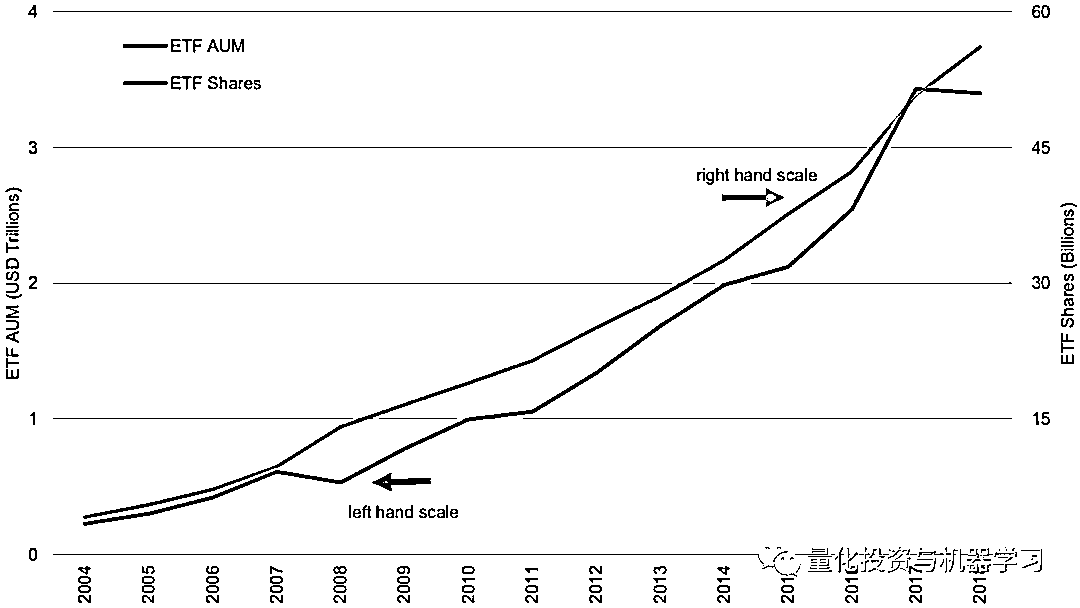 4
3
2
1
0
ETF AUM (USD Trillions)
ETF AUM
ETF Shares
right hand scale
left hand scale
60
45
30
15
ETF Shares (Billions)
2004
2005
2006
2007
2008
2009
2010
2011
2012
2013
2014
量化投资与机器学习